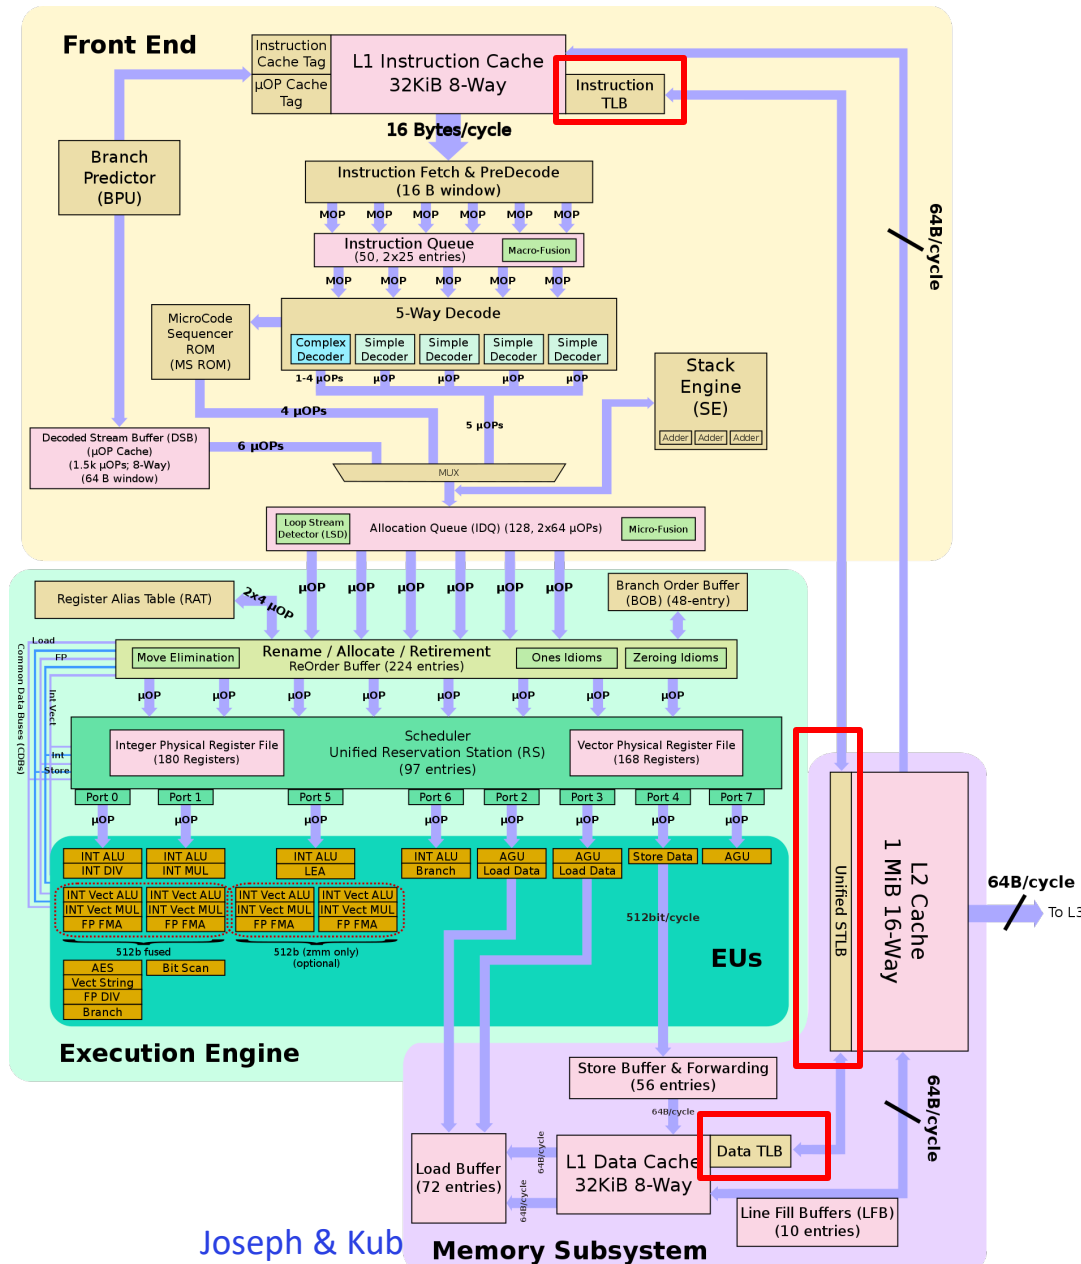 Front End
Instruction
Cache Tag
µOP Cache
Tag
L1 Instruction Cache
32KiB 8-Way
Instruction
TLB
16 Bytes/cycle
Branch
Predictor
(BPU)
Instruction Fetch & PreDecode
(16 B window)
MOP MOP MOP MOP MOP MOP
Instruction Queue
(50, 2x25 entries)
Macro-Fusion
MOP MOP MOP MOP MOP
64B/cycle
MicroCode
Sequencer
ROM
(MS ROM)
5-Way Decode
Complex
Decoder
Simple
Decoder
Simple
Decoder
Simple
Decoder
Simple
Decoder
1-4 µOPs µOP µOP µOP µOP
Stack
Engine
(SE)
Adder Adder Adder
4 µOPs
5 µOPs
Decoded Stream Buffer (DSB)
(µOP Cache)
(1.5k µOPs; 8-Way)
(64 B window)
6 µOPs
MUX
Loop Stream
Detector (LSD)
Allocation Queue (IDQ) (128, 2x64 µOPs)
Micro-Fusion
µOP µOP µOP µOP µOP µOP
Register Alias Table (RAT)
2x4 µOP
Branch Order Buffer
(BOB) (48-entry)
Load
FP
Common Data Buses (CDBs)
Int Vect
Int
Store
Move Elimination
Rename / Allocate / Retirement
ReOrder Buffer (224 entries)
Ones Idioms
Zeroing Idioms
µOP µOP µOP µOP µOP µOP µOP µOP
Integer Physical Register File
(180 Registers)
Scheduler
Unified Reservation Station (RS)
(97 entries)
Vector Physical Register File
(168 Registers)
Port 0 Port 1 Port 5 Port 6 Port 2 Port 3 Port 4 Port 7
µOP µOP µOP µOP µOP µOP µOP µOP
INT ALU
INT DIV
INT ALU
INT MUL
INT ALU
LEA
INT ALU
Branch
AGU
Load Data
AGU
Load Data
Store Data
AGU
INT Vect ALU
INT Vect MUL
FP FMA
INT Vect ALU
INT Vect MUL
FP FMA
INT Vect ALU
INT Vect MUL
FP FMA
INT Vect ALU
INT Vect MUL
FP FMA
512b fused
512b (zmm only)
(optional)
AES
Vect String
FP DIV
Branch
Bit Scan
512bit/cycle
EUs
Execution Engine
Unified STLB
L2 Cache
1 MiB 16-Way
64B/cycle
To L3
Store Buffer & Forwarding
(56 entries)
64B/cycle
64B/cycle
Load Buffer
(72 entries)
64B/cycle
64B/cycle
L1 Data Cache
32KiB 8-Way
Data TLB
Line Fill Buffers (LFB)
(10 entries)
Joseph & Kub
Memory Subsystem